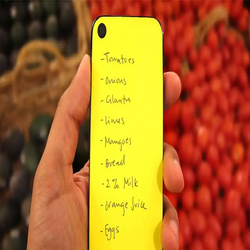 - Tomatoes
- onions
- Cilantro
- Limes
- Mangoes
- Bread
- 2% Milk
- orange Juice
- Eggs